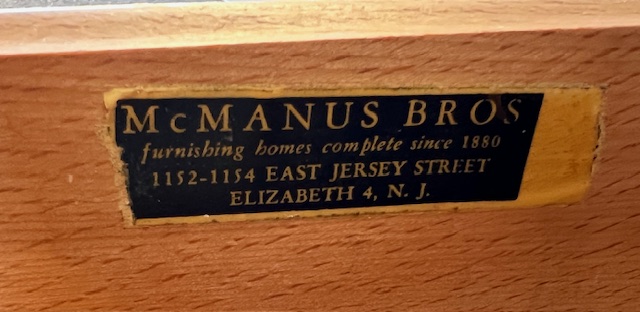 McMANUS BROS
furnishing homes complete since 1880
1152-1154 EAST JERSEY STREET
ELIZABETH 4, N. J.